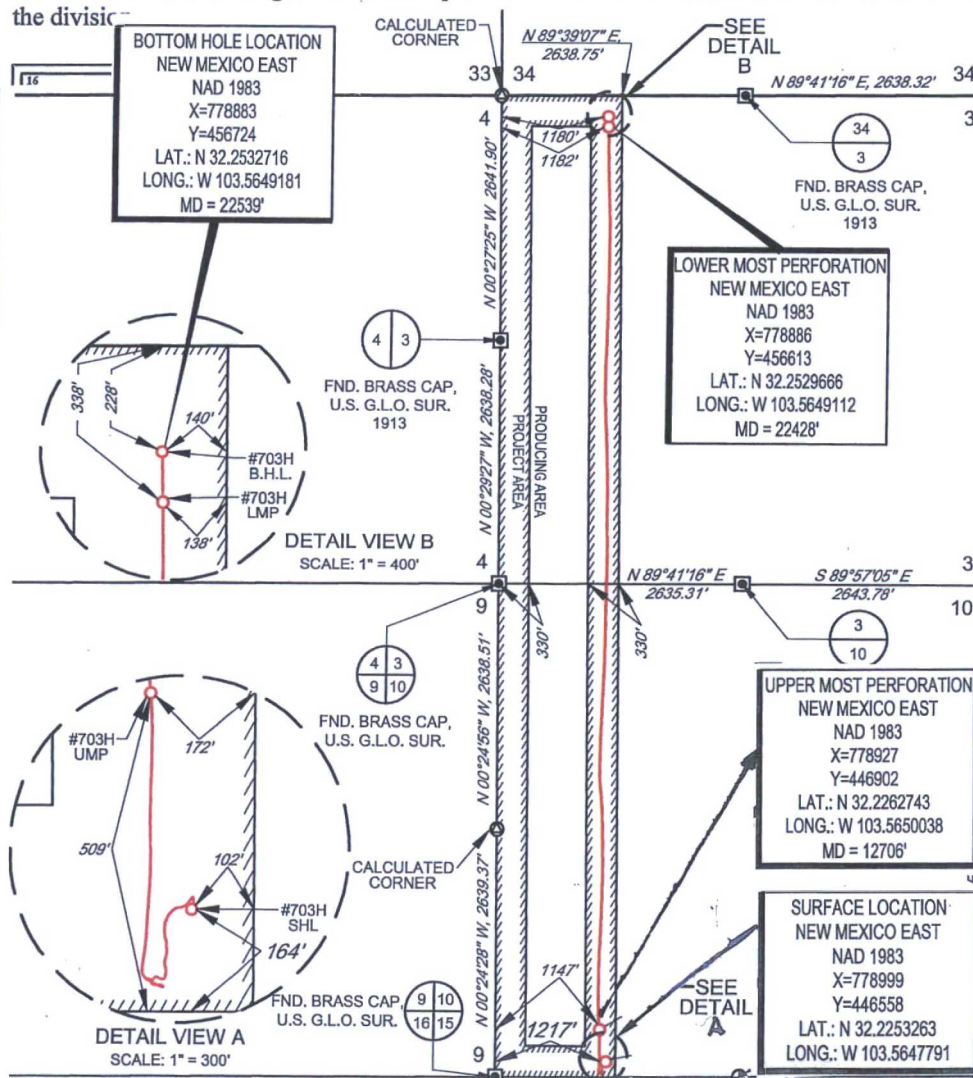 the divisio
BOTTOM HOLE LOCATION
NEW MEXICO EAST
NAD 1983
X=778883
Y=456724
LAT.: N 32.2532716
LONG.: W 103.5649181
MD = 22539'
16
CALCULATED
CORNER
N 89°39'07" E,
2638.75'
SEE
DETAIL
B
N 89°41'16" E, 2638.32'
33
34
34
4
3
1180'
1182'
34
3
FND. BRASS CAP,
U.S. G.L.O. SUR.
1913
N 00°27'25" W, 2641.90'
LOWER MOST PERFORATION
NEW MEXICO EAST
NAD 1983
X=778886
Y=456613
LAT.: N 32.2529666
LONG.: W 103.5649112
MD = 22428'
4
3
FND. BRASS CAP,
U.S. G.L.O. SUR.
1913
338'
228'
140'
#703H
B.H.L.
#703H
LMP
138'
DETAIL VIEW B
SCALE: 1" = 400'
N 00°29'27" W, 2638.28'
PROJECT AREA
PRODUCING AREA
4
9
N 89°41'16" E
2635.31'
S 89°57'05" E
2643.78'
3
10
330'
330'
3
10
4
3
9
10
FND. BRASS CAP,
U.S. G.L.O. SUR.
N 00°24'56" W, 2638.51'
UPPER MOST PERFORATION
NEW MEXICO EAST
NAD 1983
X=778927
Y=446902
LAT.: N 32.2262743
LONG.: W 103.5650038
MD = 12706'
#703H
UMP
172'
509'
102'
#703H
SHL
164'
DETAIL VIEW A
SCALE: 1" = 300'
CALCULATED
CORNER
N 00°24'28" W, 2639.37'
SURFACE LOCATION
NEW MEXICO EAST
NAD 1983
X=778999
Y=446558
LAT.: N 32.2253263
LONG.: W 103.5647791
1147'
1217'
SEE
DETAIL
A
FND. BRASS CAP,
U.S. G.L.O. SUR.
9
10
16
15
9